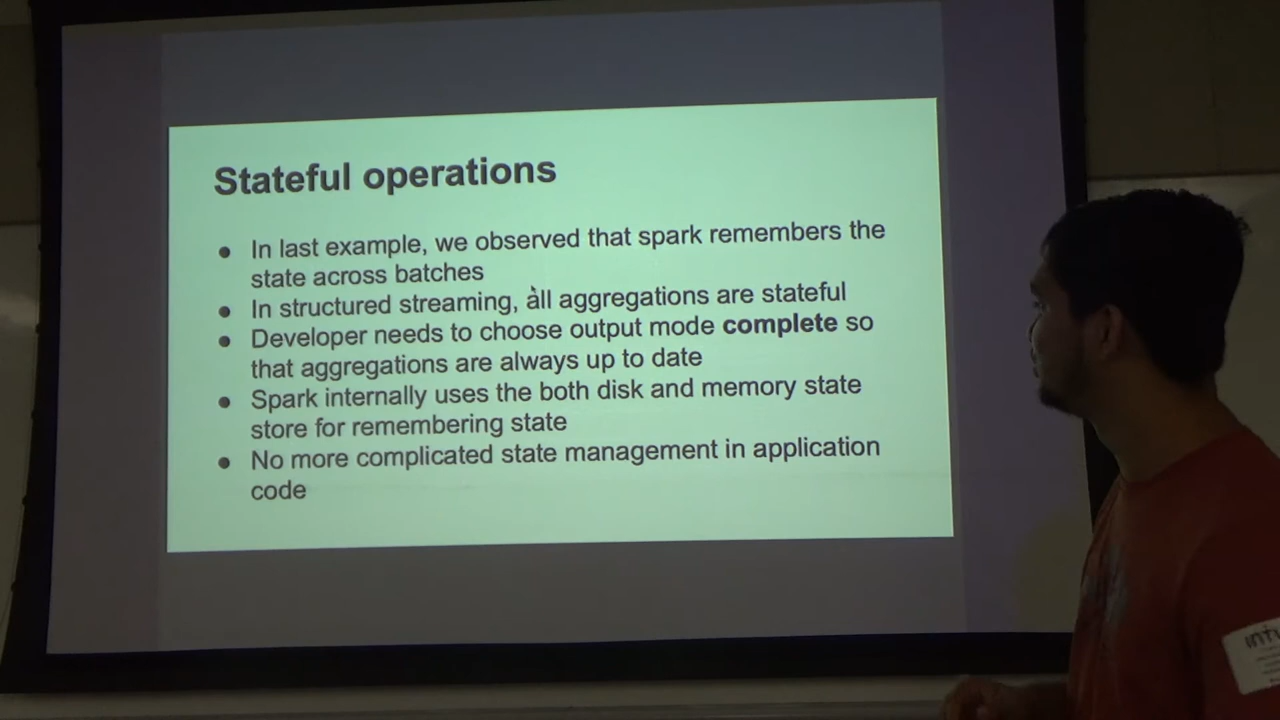 Stateful operations
● In last example, we observed that spark remembers the
state across batches
● In structured streaming, all aggregations are stateful
● Developer needs to choose output mode complete so
that aggregations are always up to date
● Spark internally uses the both disk and memory state
store for remembering state
● No more complicated state management in application
code